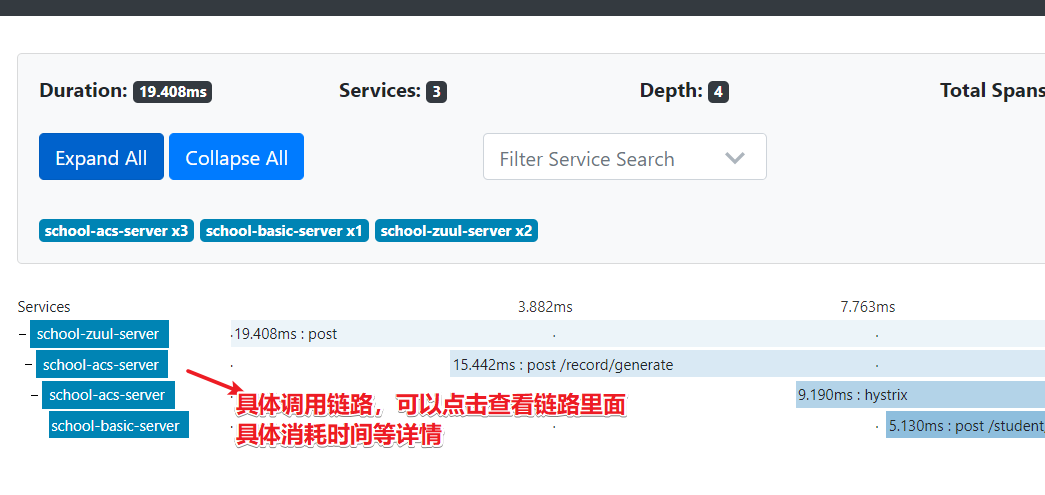 Duration: 19.408ms Services: 3 Depth: 4 Total Spans
Expand All Collapse All Filter Service Search
school-acs-server x3 school-basic-server x1 school-zuul-server x2
Services 3.882ms 7.763ms
− school-zuul-server 19.408ms : post
− school-acs-server 15.442ms : post /record/generate
− school-acs-server 9.190ms : hystrix
具体调用链路，可以点击查看链路里面
school-basic-server 5.130ms : post /student
具体消耗时间等详情